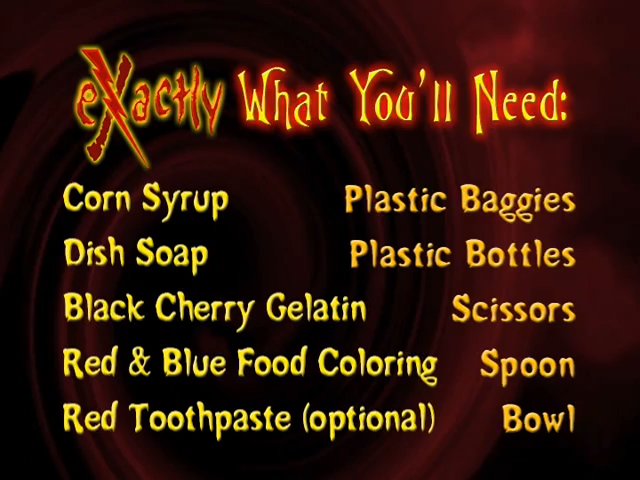 eXactly What You'll Need:
Corn Syrup Plastic Baggies
Dish Soap Plastic Bottles
Black Cherry Gelatin Scissors
Red & Blue Food Coloring Spoon
Red Toothpaste (optional) Bowl